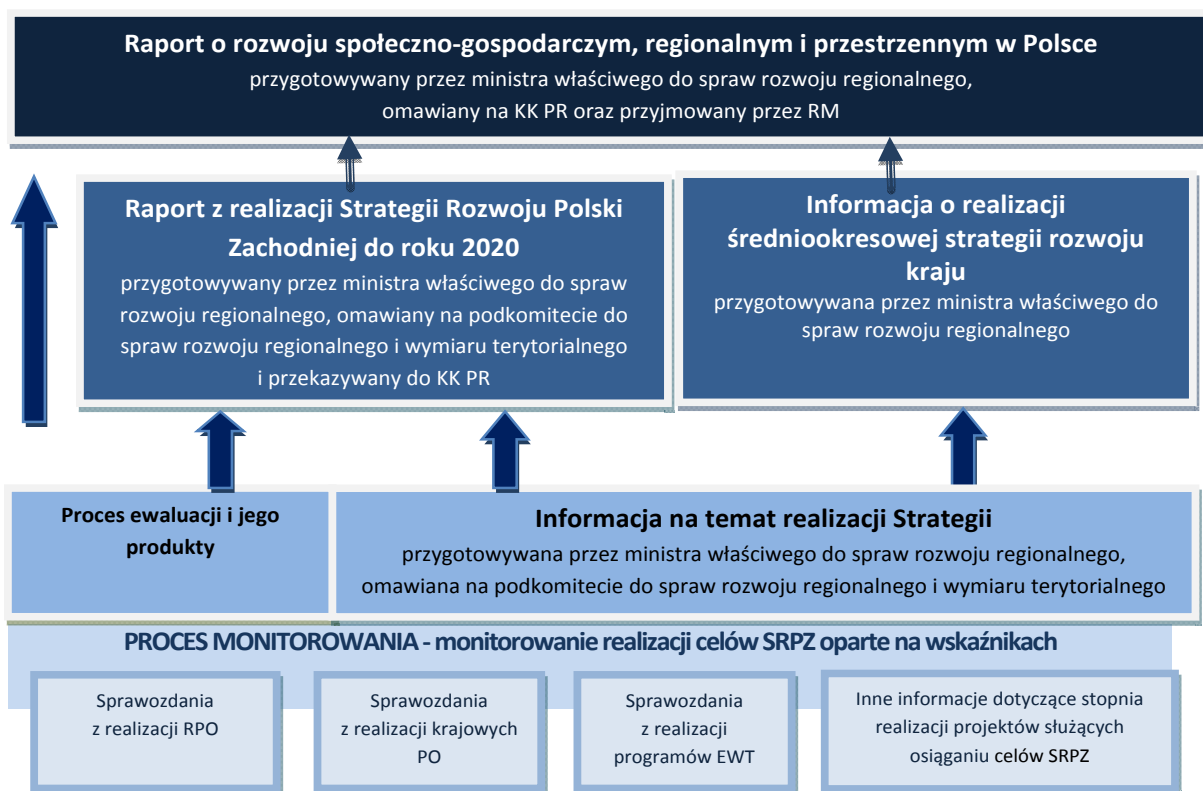 Raport o rozwoju społeczno-gospodarczym, regionalnym i przestrzennym w Polsce
przygotowywany przez ministra właściwego do spraw rozwoju regionalnego,
omawiany na KK PR oraz przyjmowany przez RM
Raport z realizacji Strategii Rozwoju Polski
Zachodniej do roku 2020
przygotowywany przez ministra właściwego do spraw
rozwoju regionalnego, omawiany na podkomitecie do
spraw rozwoju regionalnego i wymiaru terytorialnego
i przekazywany do KK PR
Informacja o realizacji
średniookresowej strategii rozwoju
kraju
przygotowywana przez ministra właściwego do
spraw rozwoju regionalnego
Proces ewaluacji i jego
produkty
Informacja na temat realizacji Strategii
przygotowywana przez ministra właściwego do spraw rozwoju regionalnego,
omawiana na podkomitecie do spraw rozwoju regionalnego i wymiaru terytorialnego
PROCES MONITOROWANIA - monitorowanie realizacji celów SRPZ oparte na wskaźnikach
Sprawozdania
z realizacji RPO
Sprawozdania
z realizacji krajowych
PO
Sprawozdania
z realizacji
programów EWT
Inne informacje dotyczące stopnia
realizacji projektów służących
osiąganiu celów SRPZ